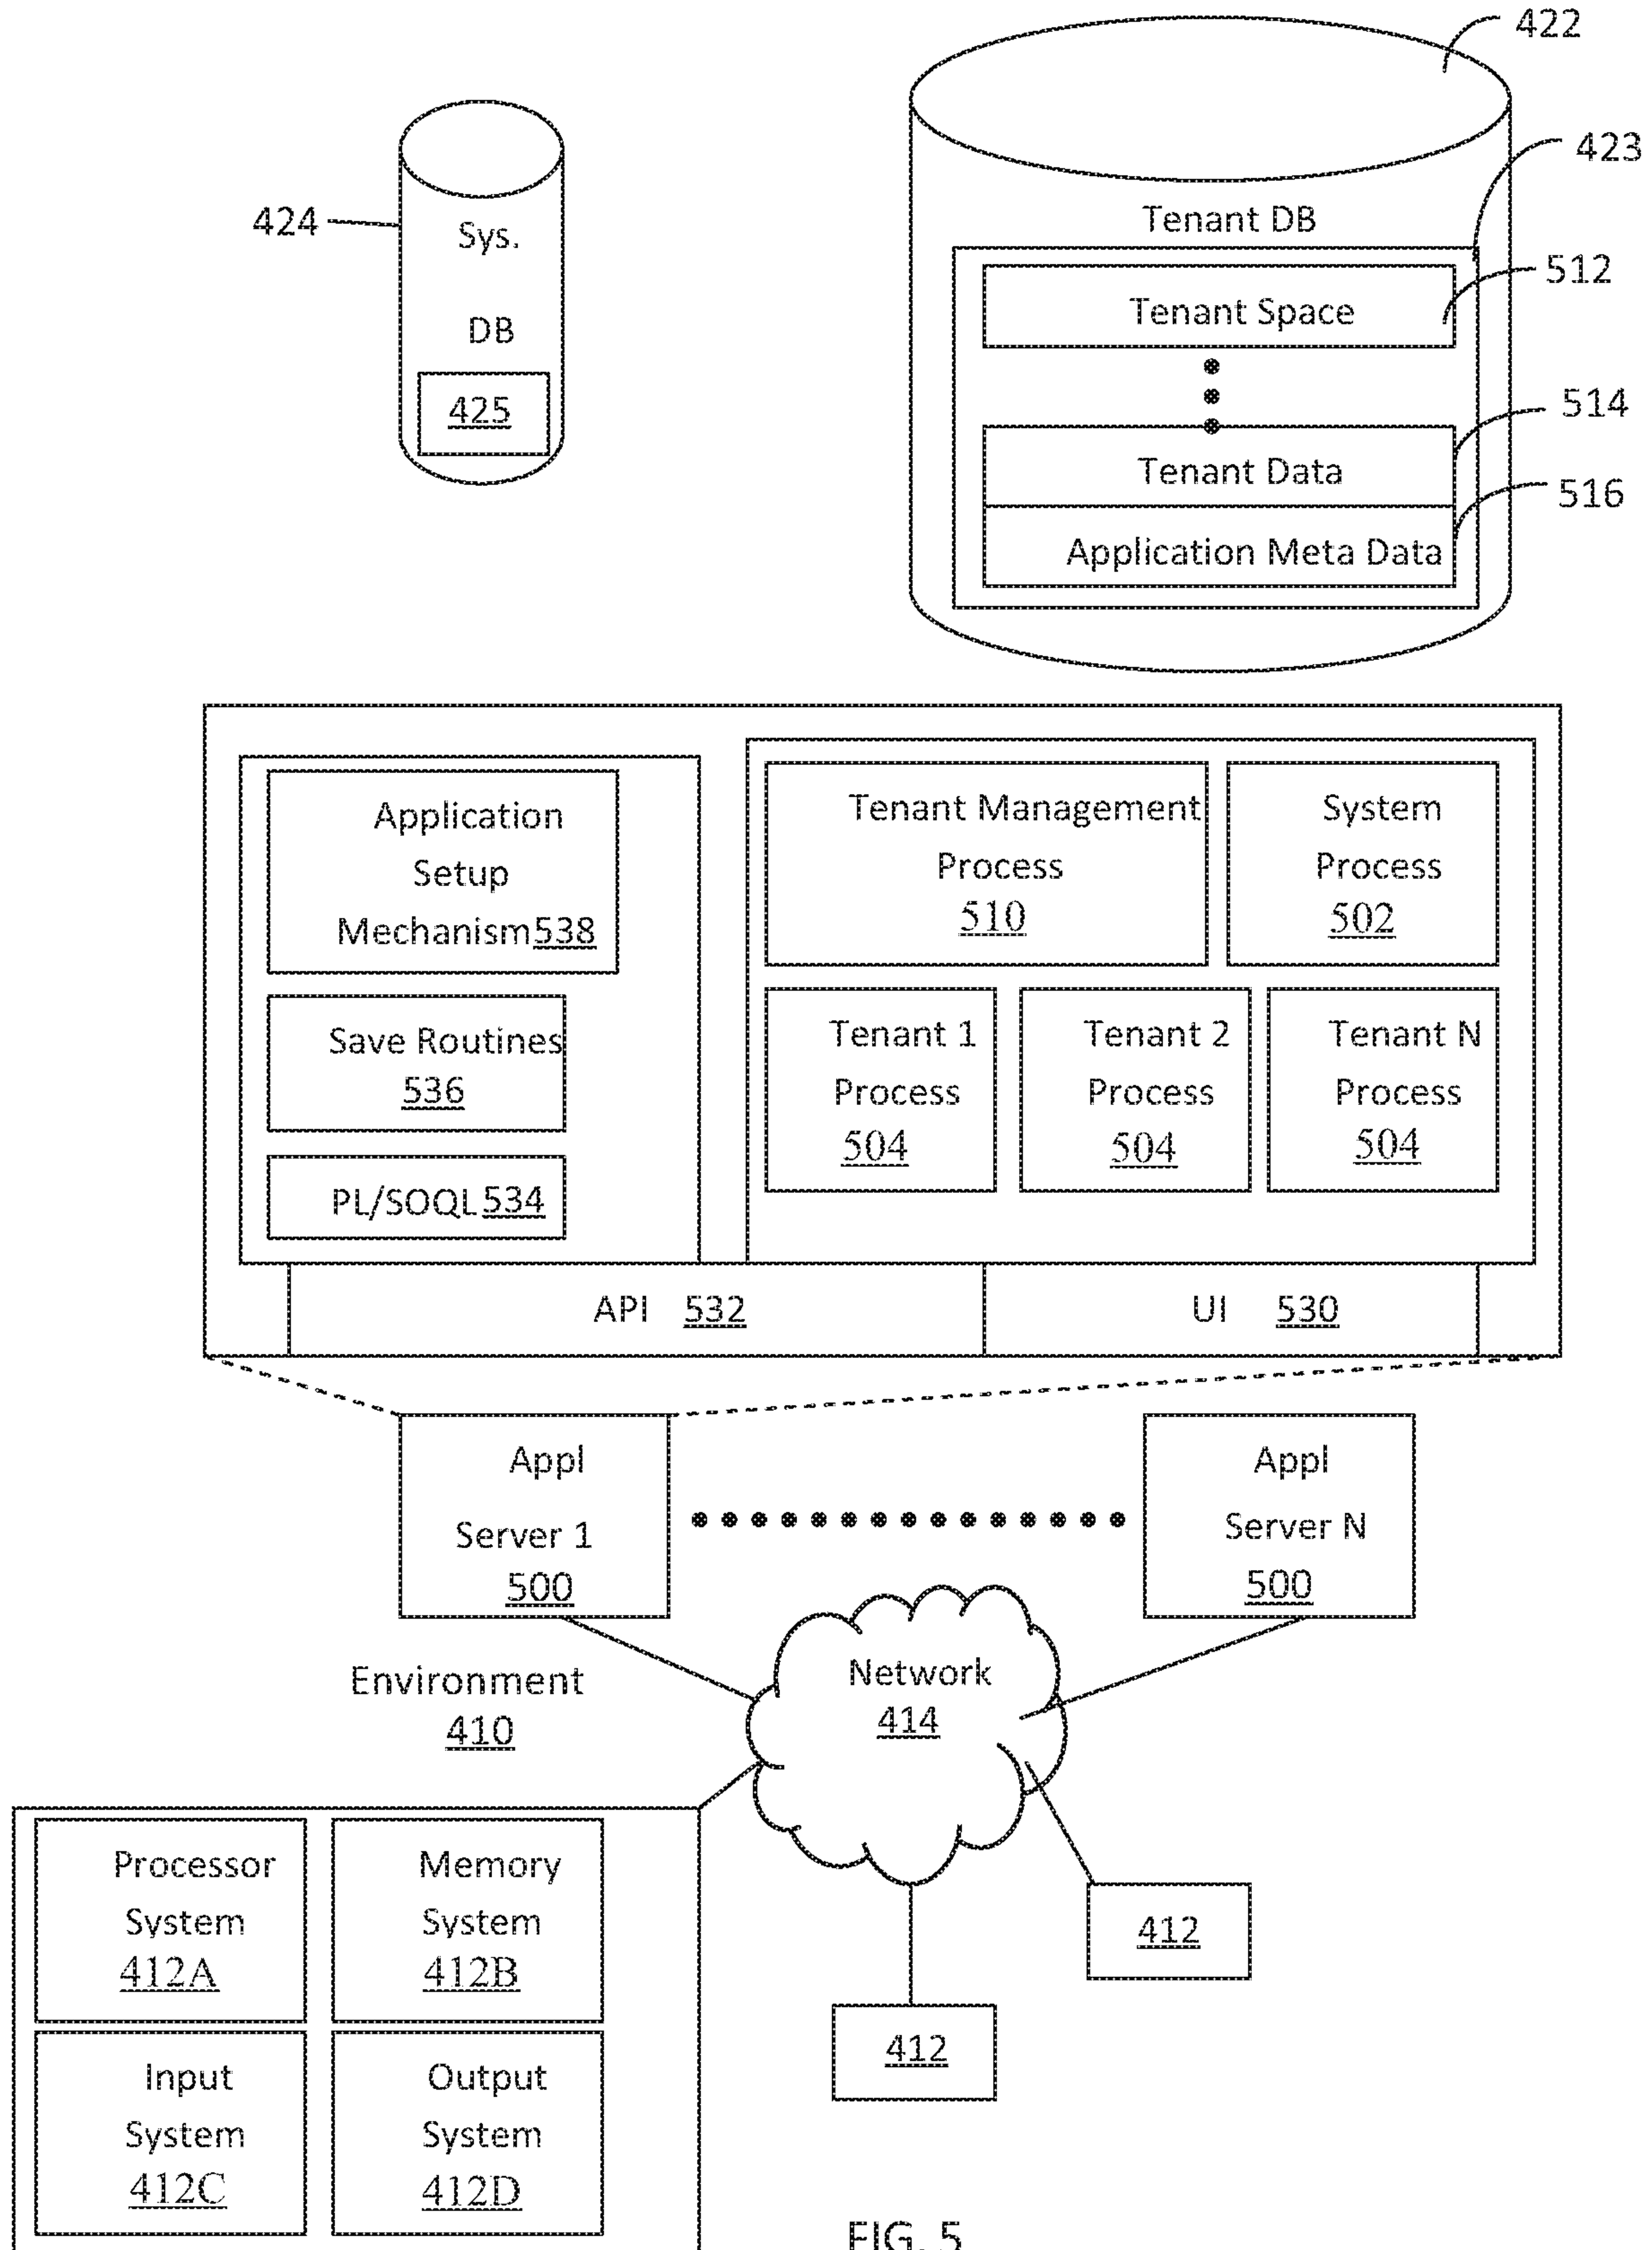 422
423
Tenant DB
424
Sys.
DB
425
512
Tenant Space
514
Tenant Data
516
Application Meta Data
Application
Setup
Mechanism538
Save Routines
536
PL/SOQL534
Tenant Management
Process
510
System
Process
502
Tenant 1
Process
504
Tenant 2
Process
504
Tenant N
Process
504
API 532
UI 530
Appl
Server 1
500
Appl
Server N
500
Environment
410
Network
414
Processor
System
412A
Memory
System
412B
Input
System
412C
Output
System
412D
412
412
FIG. 5